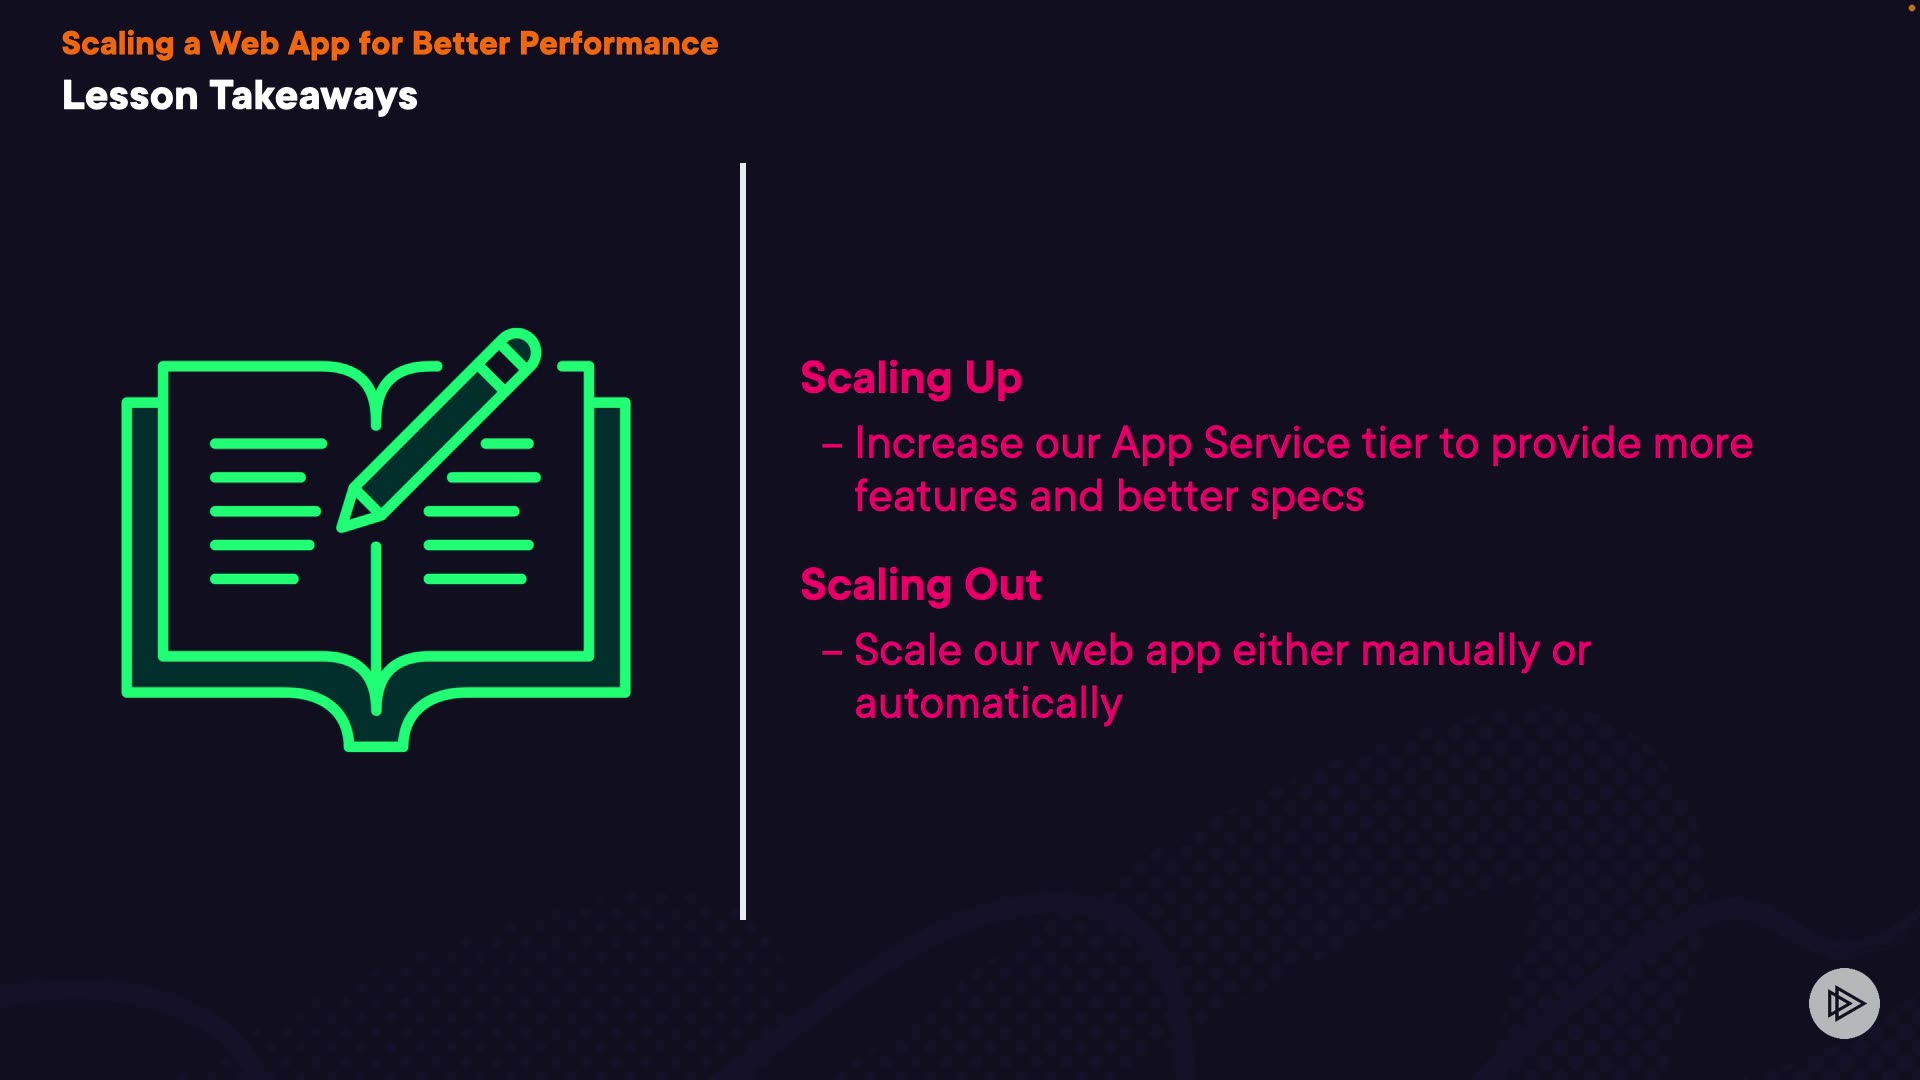 Scaling a Web App for Better Performance
Lesson Takeaways
Scaling Up
– Increase our App Service tier to provide more
features and better specs
Scaling Out
– Scale our web app either manually or
automatically